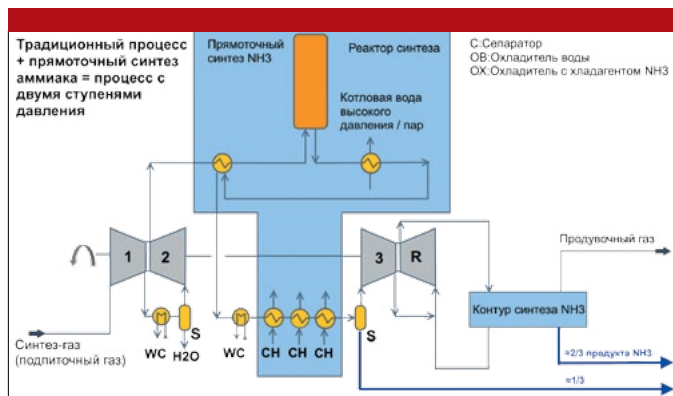 Традиционный процесс
+ прямоточный синтез
аммиака = процесс с
двумя ступенями
давления
Прямоточный
синтез NH3
Реактор синтеза
С:Сепаратор
ОВ:Охладитель воды
ОХ:Охладитель с хладагентом NH3
Котловая вода
высокого
давления / пар
1
2
3
R
Продувочный газ
Контур синтеза NH3
Синтез-газ
(подпиточный газ)
WC
S
H2O
WC
CH
CH
CH
S
≈2/3 продукта NH3
≈1/3